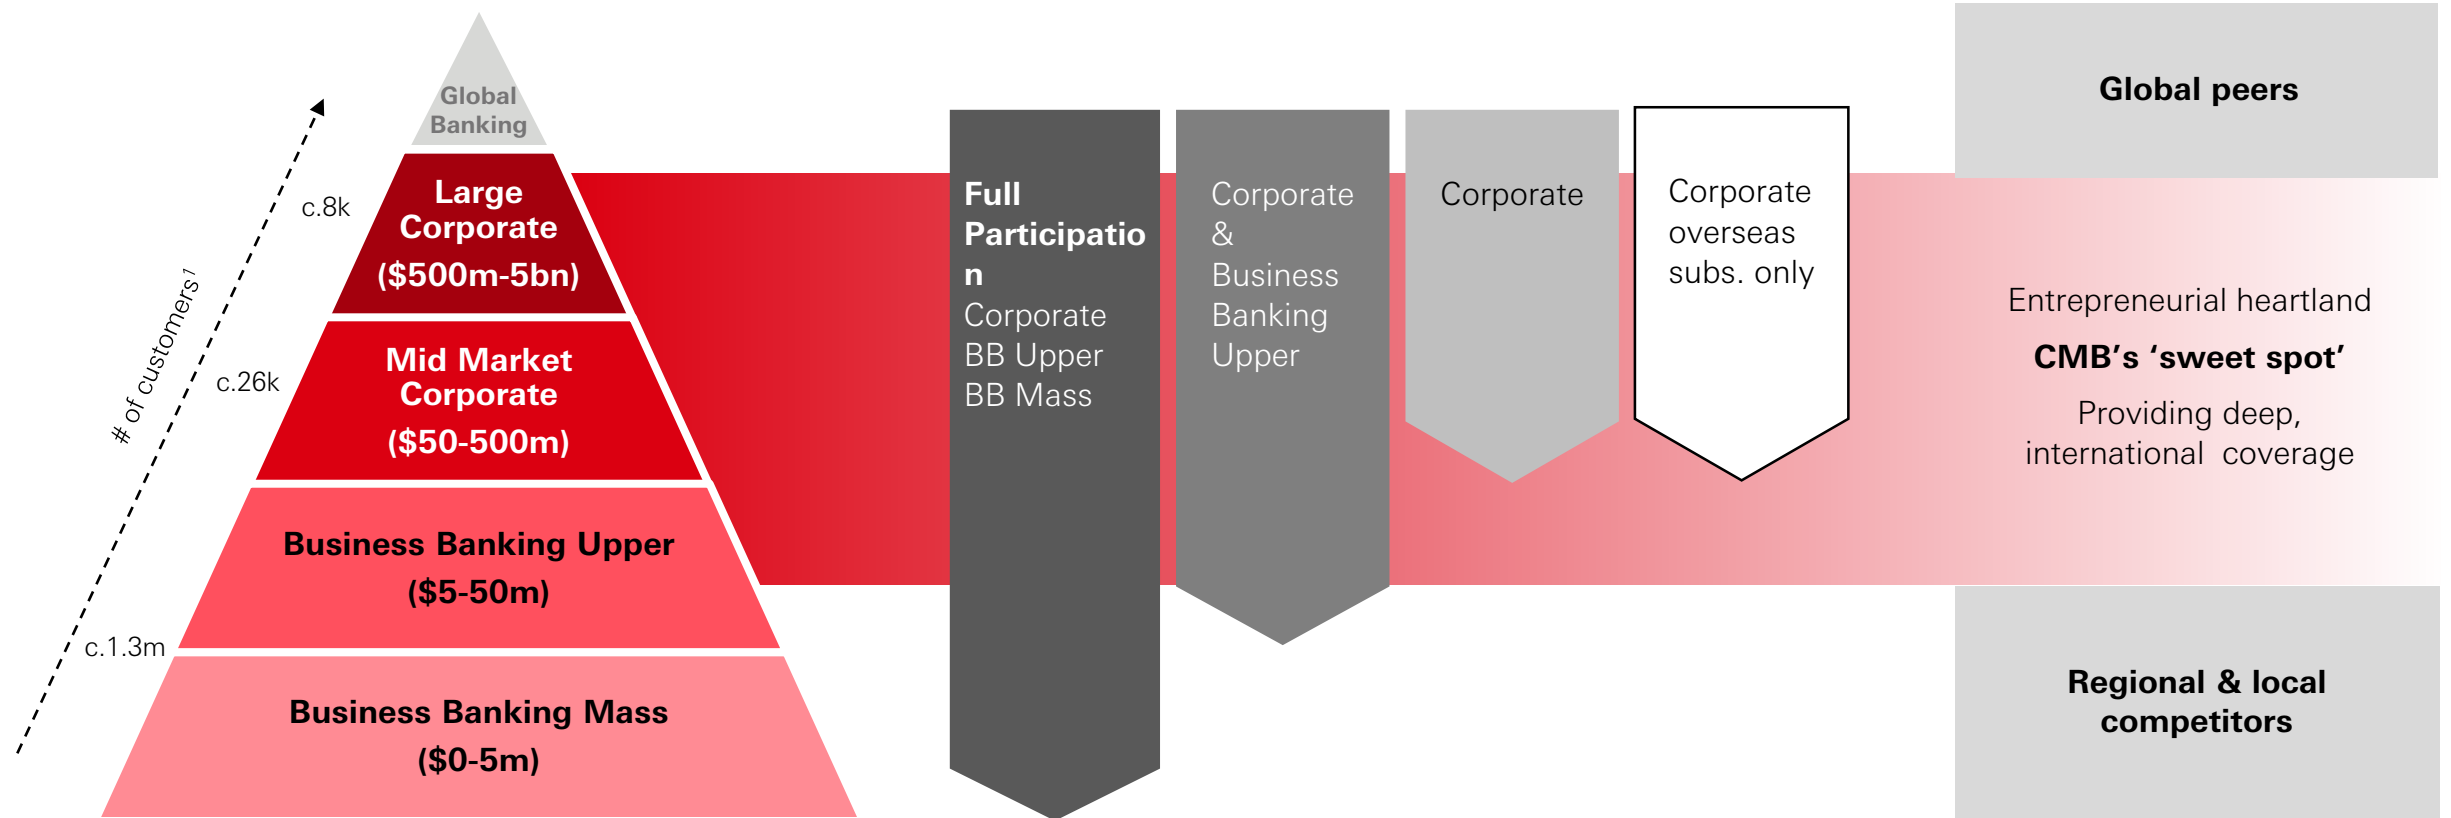 Global
Banking
Large
Corporate
($500m-5bn)
Mid Market
Corporate
($50-500m)
Business Banking Upper
($5-50m)
Business Banking Mass
($0-5m)
# of customers1
c.8k
c.26k
c.1.3m
Full
Participatio
n
Corporate
BB Upper
BB Mass
Corporate
&
Business
Banking
Upper
Corporate
Corporate
overseas
subs. only
Global peers
Entrepreneurial heartland
CMB's 'sweet spot'
Providing deep,
international coverage
Regional & local
competitors